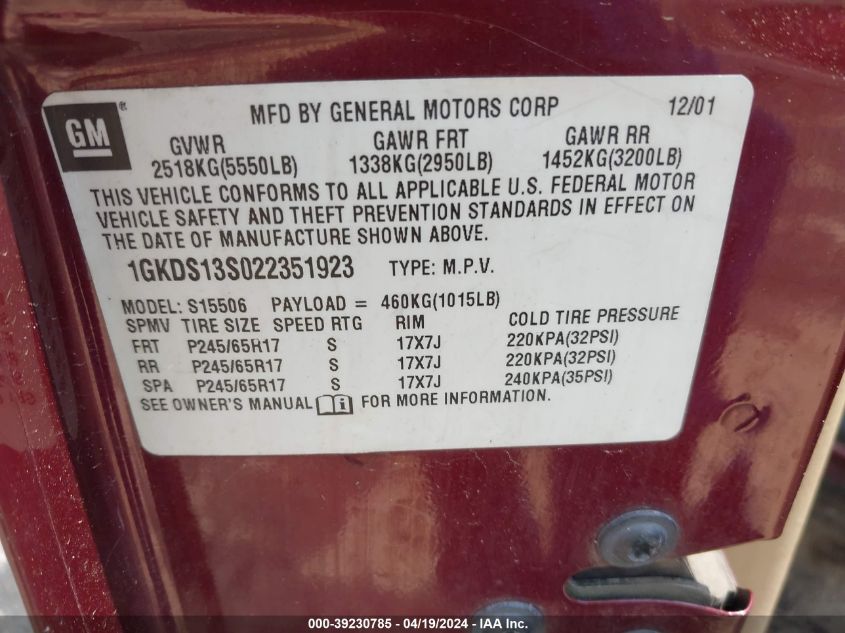 GM ®
MFD BY GENERAL MOTORS CORP 12/01
GVWR GAWR FRT GAWR RR
2518KG(5550LB) 1338KG(2950LB) 1452KG(3200LB)
THIS VEHICLE CONFORMS TO ALL APPLICABLE U.S. FEDERAL MOTOR
VEHICLE SAFETY AND THEFT PREVENTION STANDARDS IN EFFECT ON
THE DATE OF MANUFACTURE SHOWN ABOVE.
1GKDS13S022351923 TYPE: M.P.V.
MODEL: S15506 PAYLOAD = 460KG(1015LB)
SPMV TIRE SIZE SPEED RTG RIM COLD TIRE PRESSURE
FRT P245/65R17 S 17X7J 220KPA(32PSI)
RR P245/65R17 S 17X7J 220KPA(32PSI)
SPA P245/65R17 S 17X7J 240KPA(35PSI)
SEE OWNER'S MANUAL i FOR MORE INFORMATION.
000-39230785 - 04/19/2024 - IAA Inc.